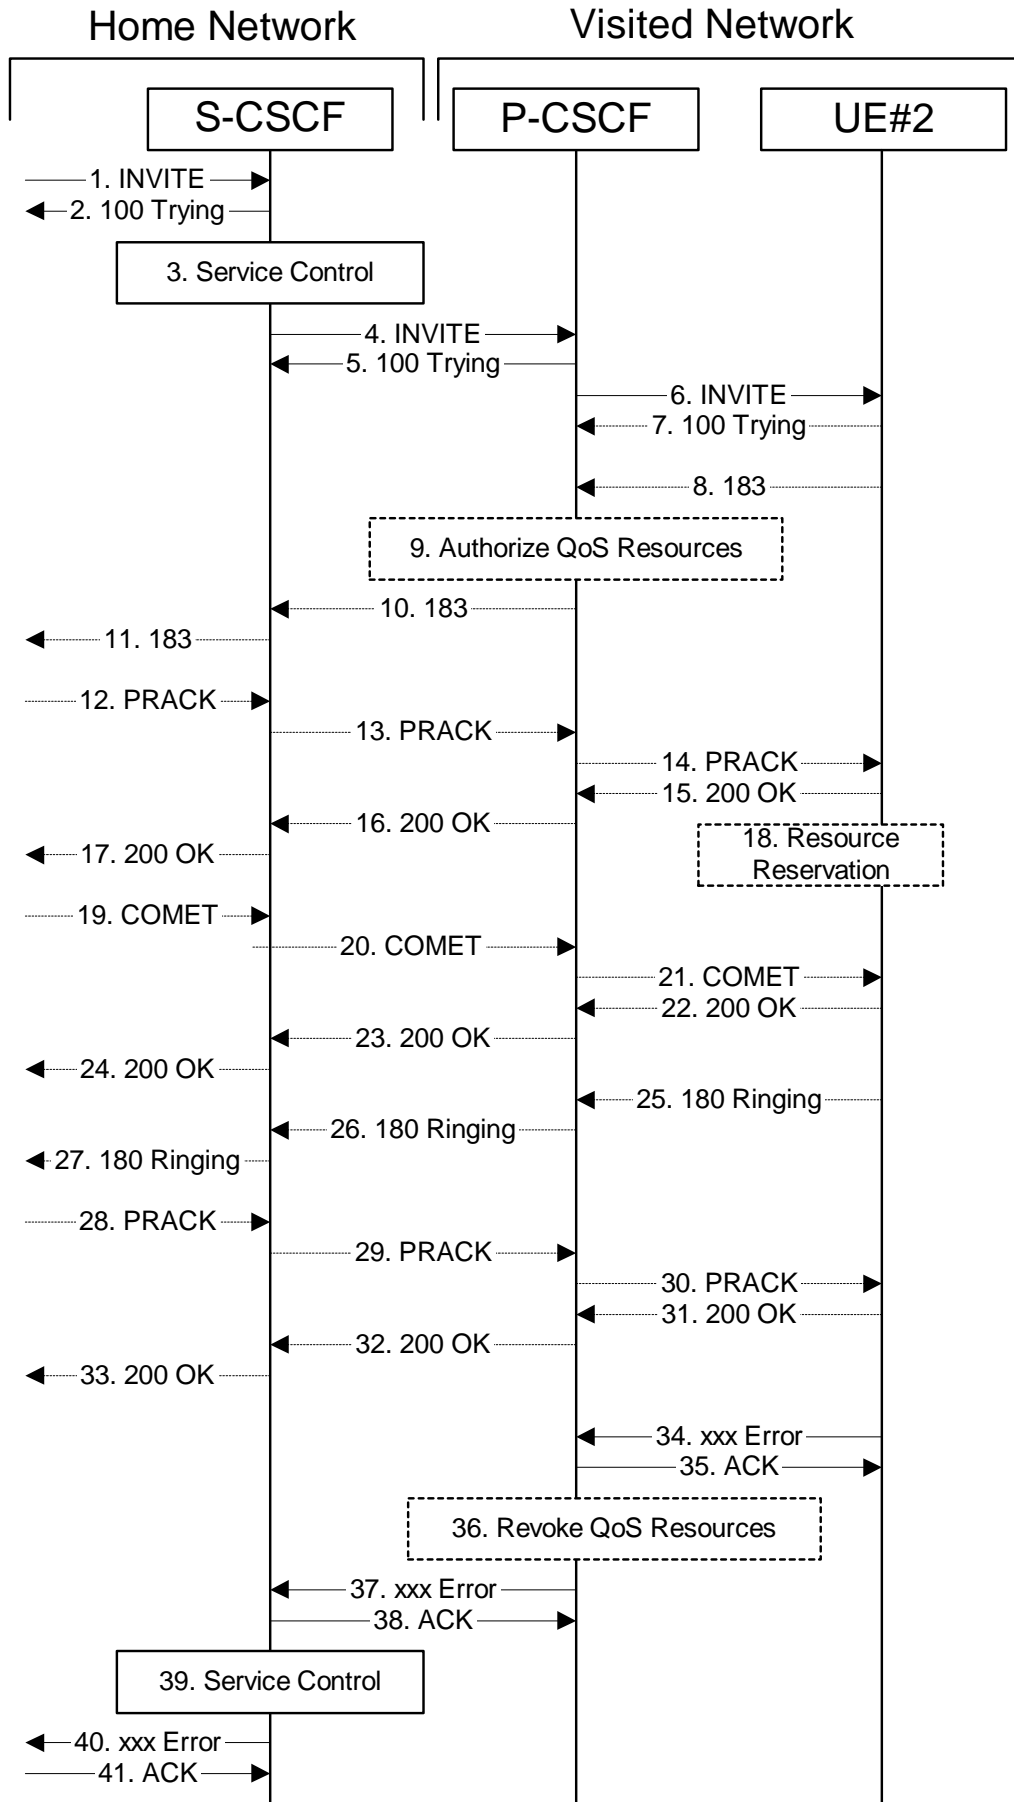 Home Network
Visited Network
S-CSCF
P-CSCF
UE#2
1. INVITE
2. 100 Trying
3. Service Control
4. INVITE
5. 100 Trying
6. INVITE
7. 100 Trying
8. 183
9. Authorize QoS Resources
10. 183
11. 183
12. PRACK
13. PRACK
14. PRACK
15. 200 OK
16. 200 OK
17. 200 OK
18. Resource
Reservation
19. COMET
20. COMET
21. COMET
22. 200 OK
23. 200 OK
24. 200 OK
25. 180 Ringing
26. 180 Ringing
27. 180 Ringing
28. PRACK
29. PRACK
30. PRACK
31. 200 OK
32. 200 OK
33. 200 OK
34. xxx Error
35. ACK
36. Revoke QoS Resources
37. xxx Error
38. ACK
39. Service Control
40. xxx Error
41. ACK